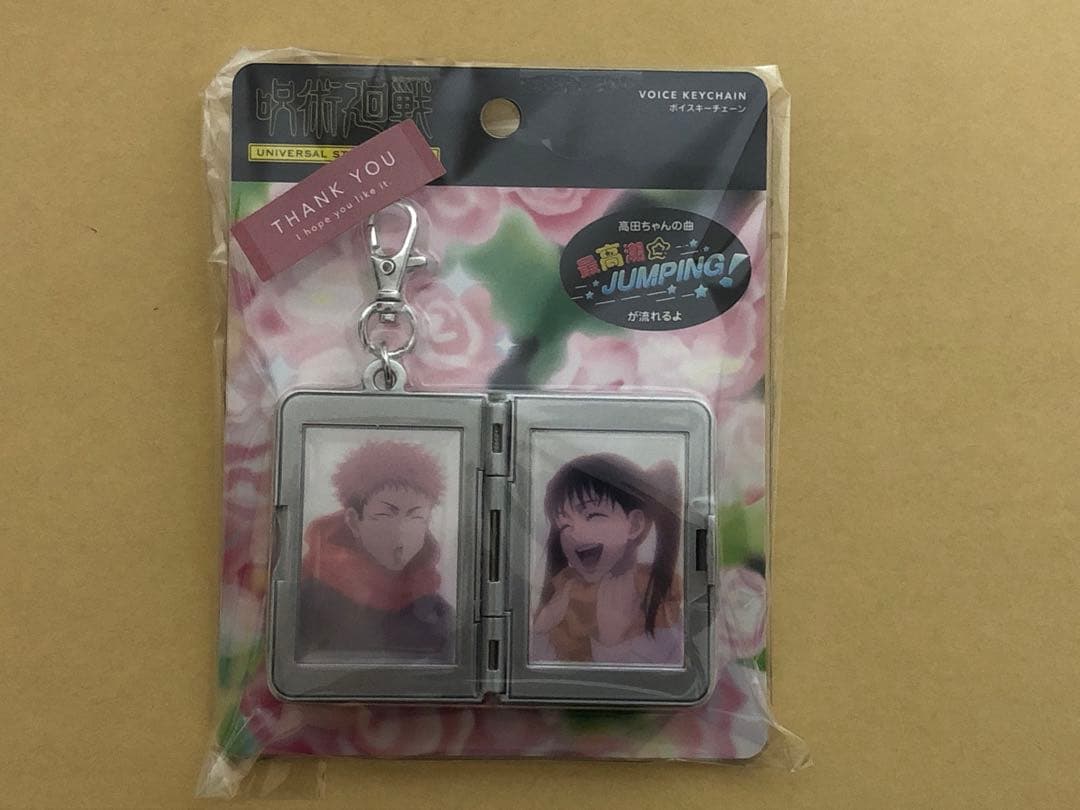 呪術廻戦
UNIVERSAL
VOICE KEYCHAIN
ボイスキーチェーン
THANK YOU
I hope you like it.
高田ちゃんの曲
最高潮☆
JUMPING!
が流れるよ